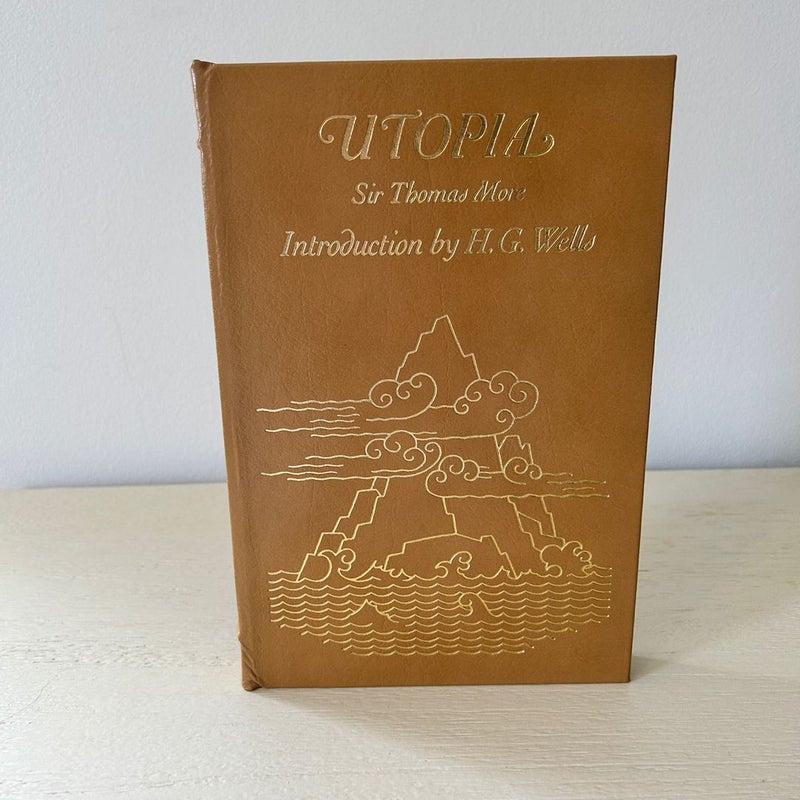 UTOPIA
Sir Thomas More
Introduction by H. G. Wells